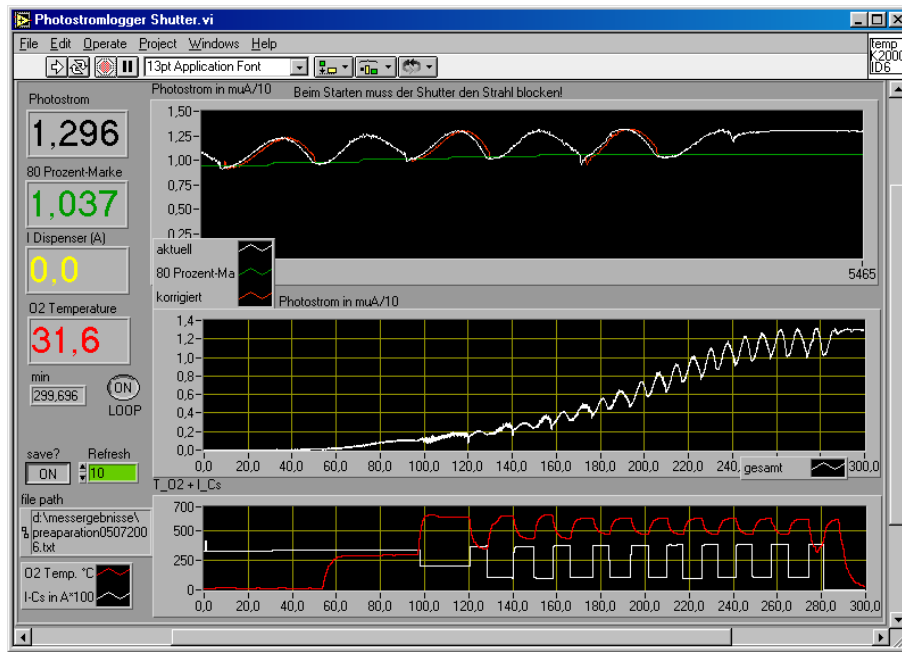 Photostromlogger Shutter.vi
File Edit Operate Project Windows Help
13pt Application Font
temp
K2000
ID6
Photostrom in muA/10 Beim Starten muss der Shutter den Strahl blocken!
Photostrom
1,296
80 Prozent-Marke
1,037
I Dispenser (A)
0,0
O2 Temperature
31,6
min
299,696
ON
LOOP
save?
ON
Refresh
10
file path
d:\messergebnisse\
preaparation0507200
6.txt
O2 Temp. °C
I-Cs in A*100
1,50
1,25
1,00
0,75
0,50
0,25
5465
aktuell
80 Prozent-Ma
korrigiert
Photostrom in muA/10
1,4
1,2
1,0
0,8
0,6
0,4
0,2
0,0
0,0 20,0 40,0 60,0 80,0 100,0 120,0 140,0 160,0 180,0 200,0 220,0 240,0 260,0 280,0 300,0
gesamt
T_O2 + I_Cs
700
500
250
0
0,0 20,0 40,0 60,0 80,0 100,0 120,0 140,0 160,0 180,0 200,0 220,0 240,0 260,0 280,0 300,0